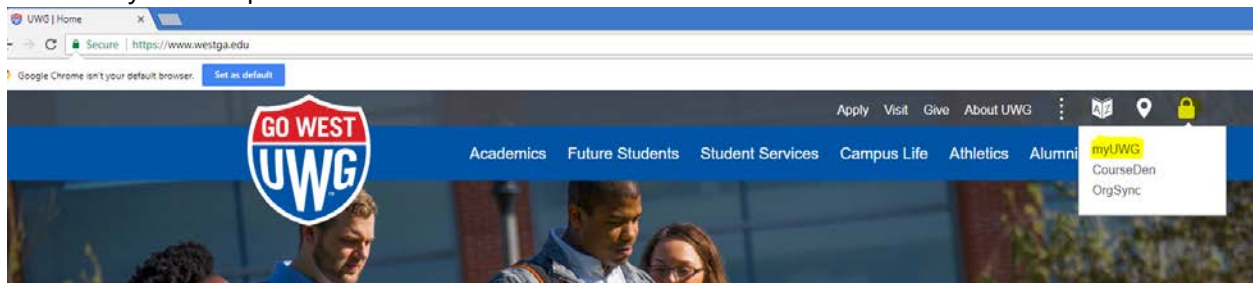 UWG | Home
Secure | https://www.westga.edu
Google Chrome isn't your default browser. Set as default
Apply Visit Give About UWG
GO WEST
UWG
Academics Future Students Student Services Campus Life Athletics Alumni
myUWG
CourseDen
OrgSync